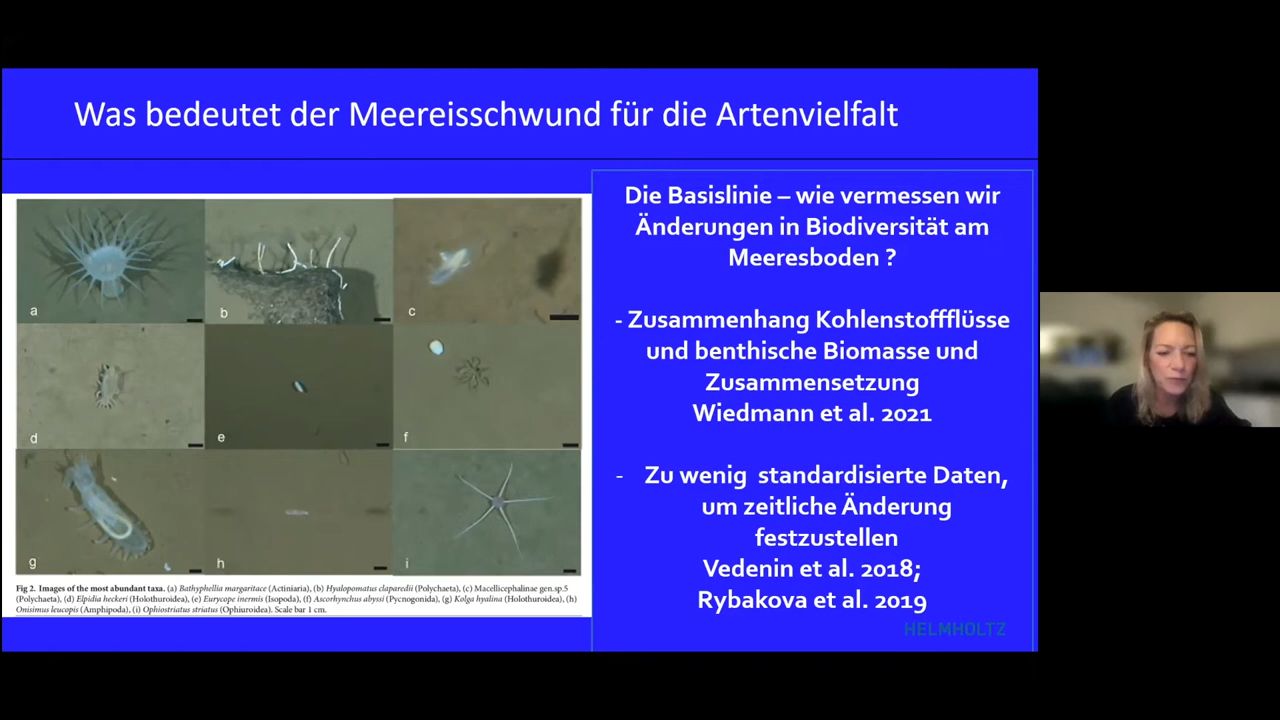 Was bedeutet der Meereisschwund für die Artenvielfalt
a
b
c
d
e
f
g
h
i
Fig 2. Images of the most abundant taxa. (a) Bathyphellia margaritacea (Actiniaria), (b) Hyalopomatus claparedii (Polychaeta), (c) Macellicephalinae gen.sp.5
(Polychaeta), (d) Elpidia heckeri (Holothuroidea), (e) Eurycope inermis (Isopoda), (f) Ascorhynchus abyssi (Pycnogonida), (g) Kolga hyalina (Holothuroidea), (h)
Onisimus leucopis (Amphipoda), (i) Ophiostriatus striatus (Ophiuroidea). Scale bar 1 cm.
Die Basislinie – wie vermessen wir
Änderungen in Biodiversität am
Meeresboden ?
- Zusammenhang Kohlenstoffflüsse
und benthische Biomasse und
Zusammensetzung
Wiedmann et al. 2021
- Zu wenig standardisierte Daten,
um zeitliche Änderung
festzustellen
Vedenin et al. 2018;
Rybakova et al. 2019
HELMHOLTZ